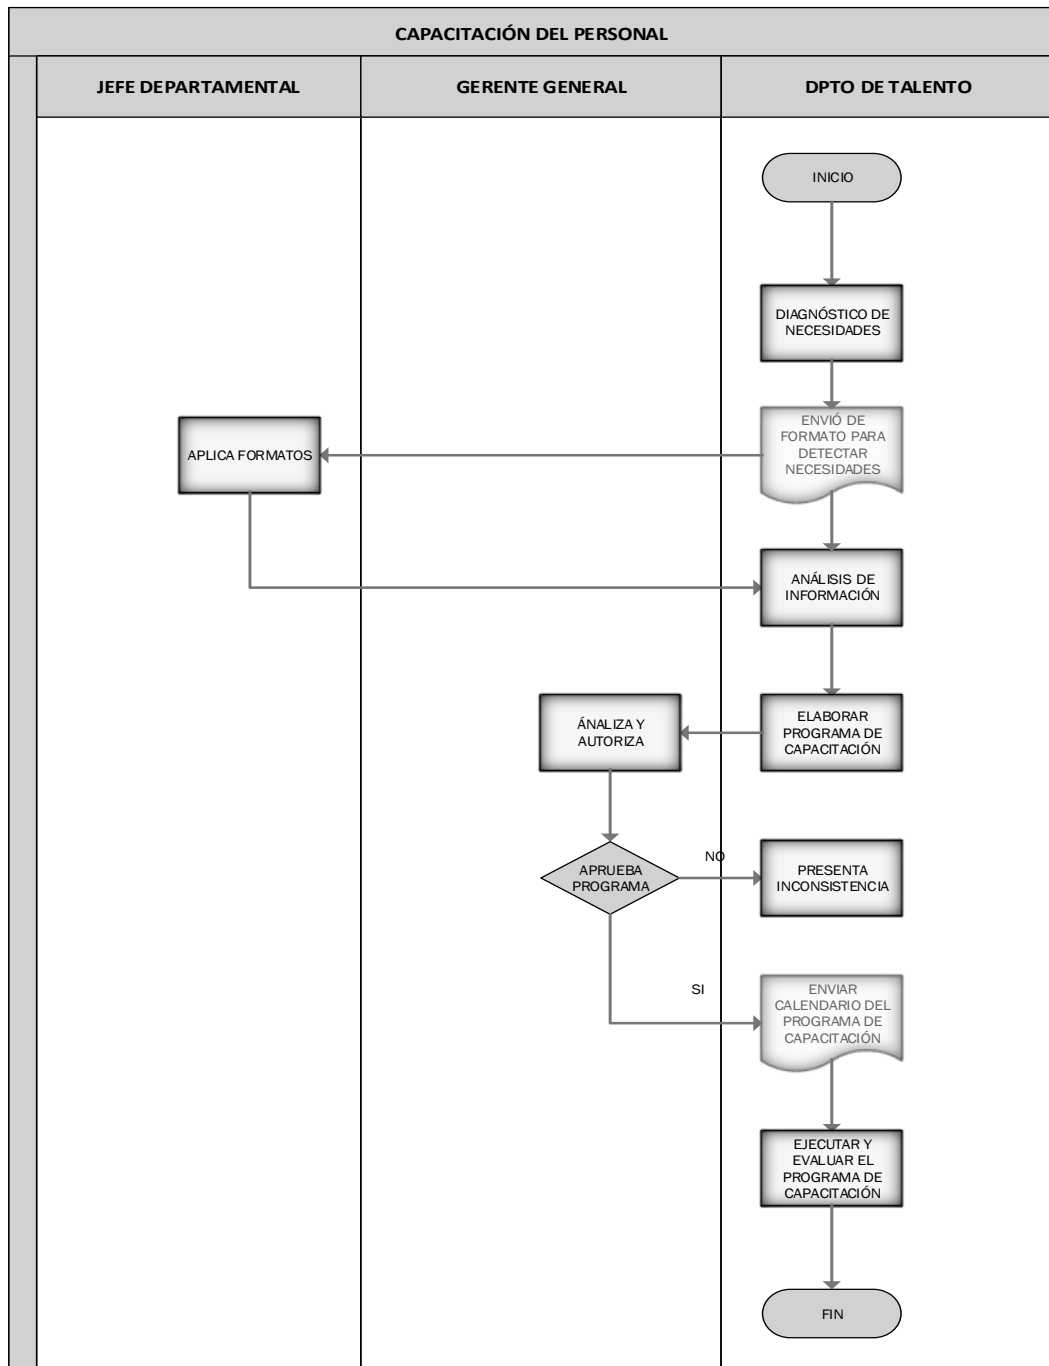 CAPACITACIÓN DEL PERSONAL
JEFE DEPARTAMENTAL
GERENTE GENERAL
DPTO DE TALENTO
INICIO
DIAGNÓSTICO DE
NECESIDADES
ENVIÓ DE
FORMATO PARA
DETECTAR
NECESIDADES
APLICA FORMATOS
ANÁLISIS DE
INFORMACIÓN
ELABORAR
PROGRAMA DE
CAPACITACIÓN
ÁNALIZA Y
AUTORIZA
APRUEBA
PROGRAMA
NO
PRESENTA
INCONSISTENCIA
SI
ENVIAR
CALENDARIO DEL
PROGRAMA DE
CAPACITACIÓN
EJECUTAR Y
EVALUAR EL
PROGRAMA DE
CAPACITACIÓN
FIN